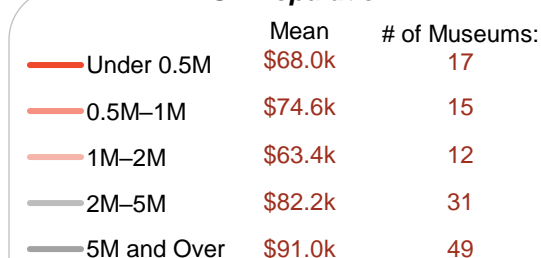 Mean # of Museums:
Under 0.5M $68.0k 17
0.5M–1M $74.6k 15
1M–2M $63.4k 12
2M–5M $82.2k 31
5M and Over $91.0k 49